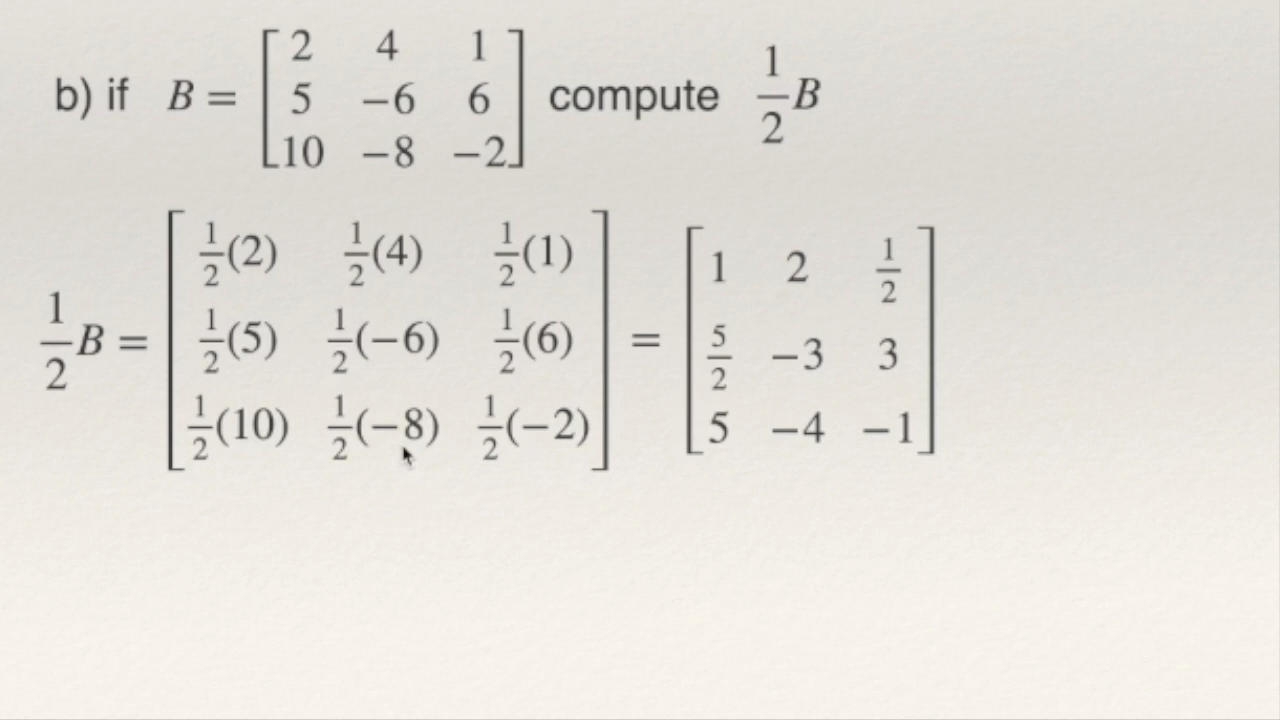 b) if B = [2 4 1; 5 −6 6; 10 −8 −2] compute 1/2 B
1/2 B = [1/2(2) 1/2(4) 1/2(1); 1/2(5) 1/2(−6) 1/2(6); 1/2(10) 1/2(−8) 1/2(−2)] = [1 2 1/2; 5/2 −3 3; 5 −4 −1]